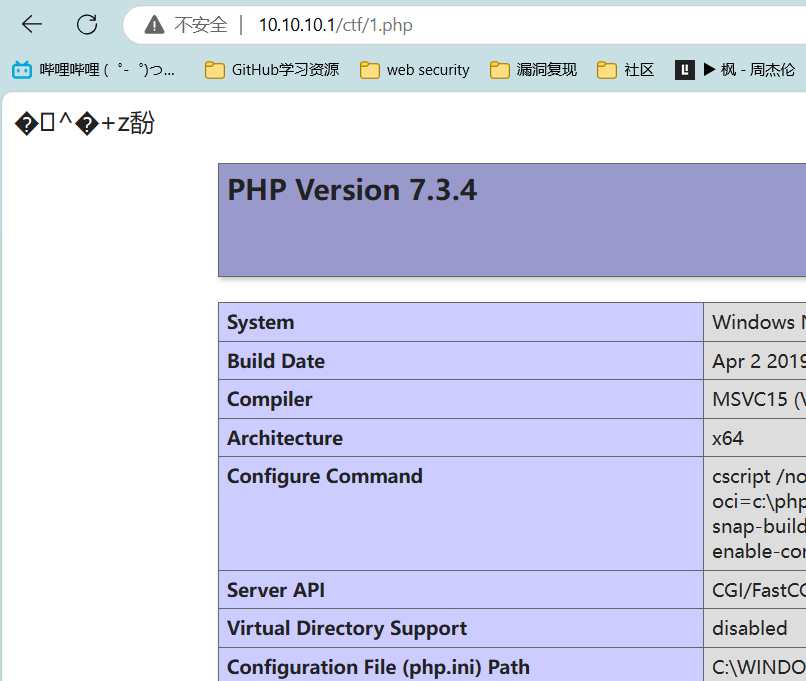 不安全 | 10.10.10.1/ctf/1.php
哔哩哔哩 ( ゜- ゜)つ... GitHub学习资源 web security 漏洞复现 社区 ▶ 枫 - 周杰伦
�^�+z翻
PHP Version 7.3.4
System Windows N
Build Date Apr 2 2019
Compiler MSVC15 (V
Architecture x64
Configure Command cscript /no
oci=c:\php
snap-build
enable-con
Server API CGI/FastCG
Virtual Directory Support disabled
Configuration File (php.ini) Path C:\WINDO